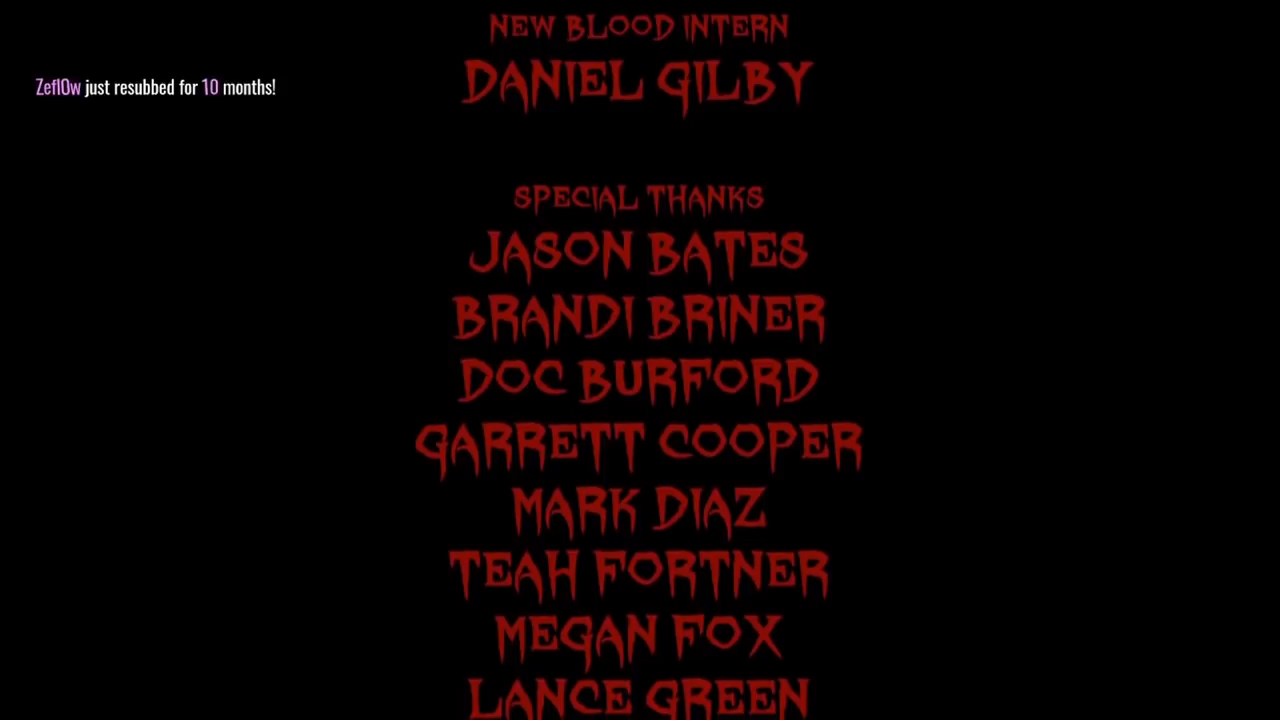 NEW BLOOD INTERN
DANIEL GILBY
Zefl0w just resubbed for 10 months!
SPECIAL THANKS
JASON BATES
BRANDI BRINER
DOC BURFORD
GARRETT COOPER
MARK DIAZ
TEAH FORTNER
MEGAN FOX
LANCE GREEN